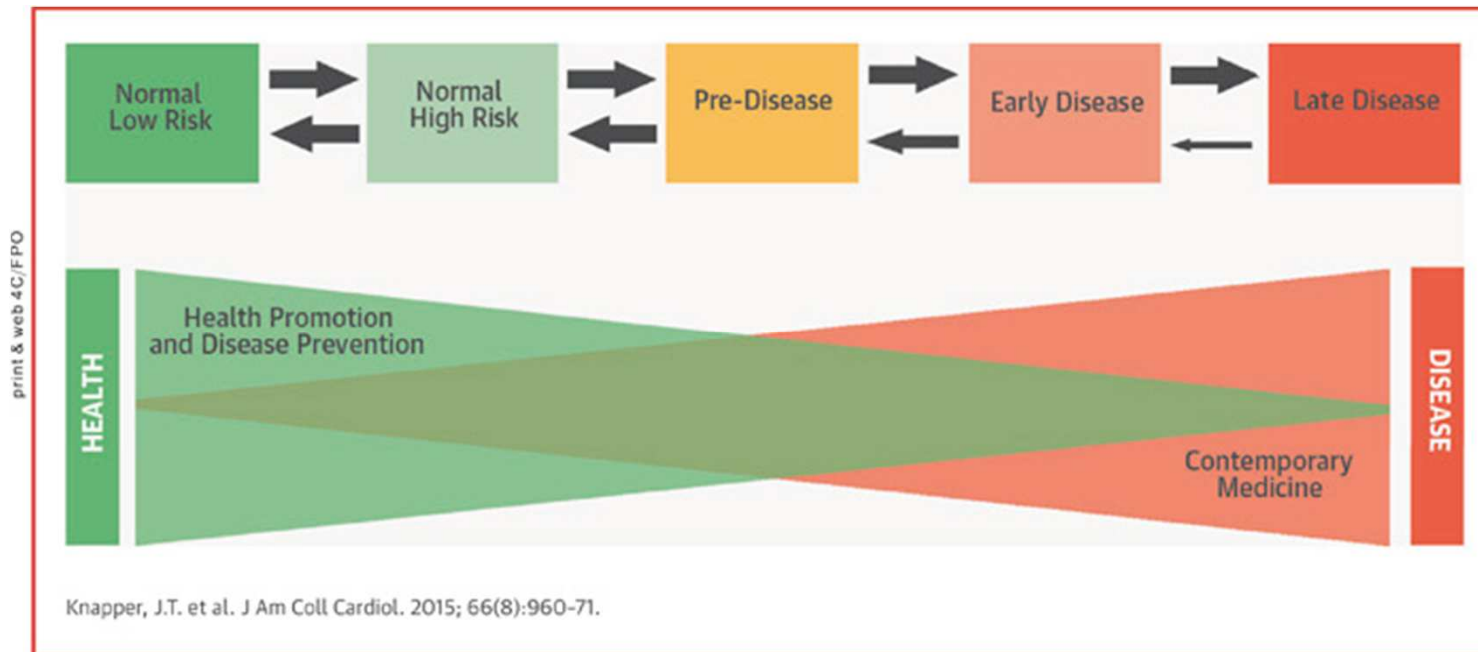 print & web 4C/FPO
Normal
Low Risk
Normal
High Risk
Pre-Disease
Early Disease
Late Disease
HEALTH
Health Promotion
and Disease Prevention
Contemporary
Medicine
DISEASE
Knapper, J.T. et al. J Am Coll Cardiol. 2015; 66(8):960-71.